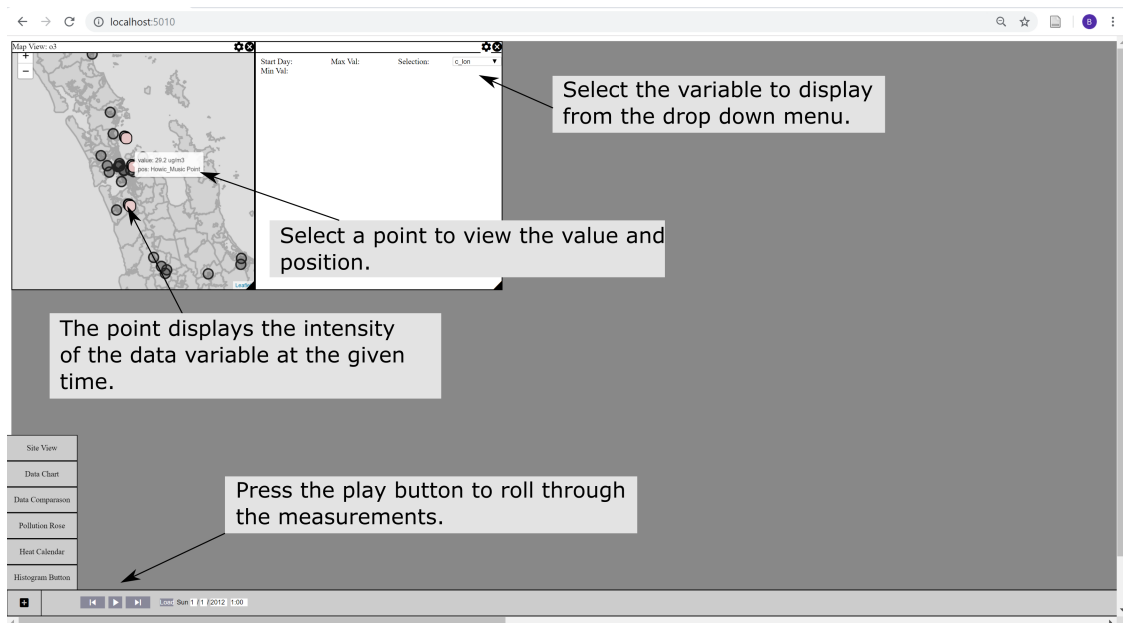 localhost:5010
B
Map View: o3
+
−
Start Day: Max Val: Selection: c_lon
Min Val:
Select the variable to display
from the drop down menu.
value: 29.2 ug/m3
pos: Howic_Music Point
Select a point to view the value and
position.
The point displays the intensity
of the data variable at the given
time.
Site View
Data Chart
Data Comparason
Pollution Rose
Heat Calendar
Histogram Button
Press the play button to roll through
the measurements.
Load Sun 1 / 1 / 2012 1:00